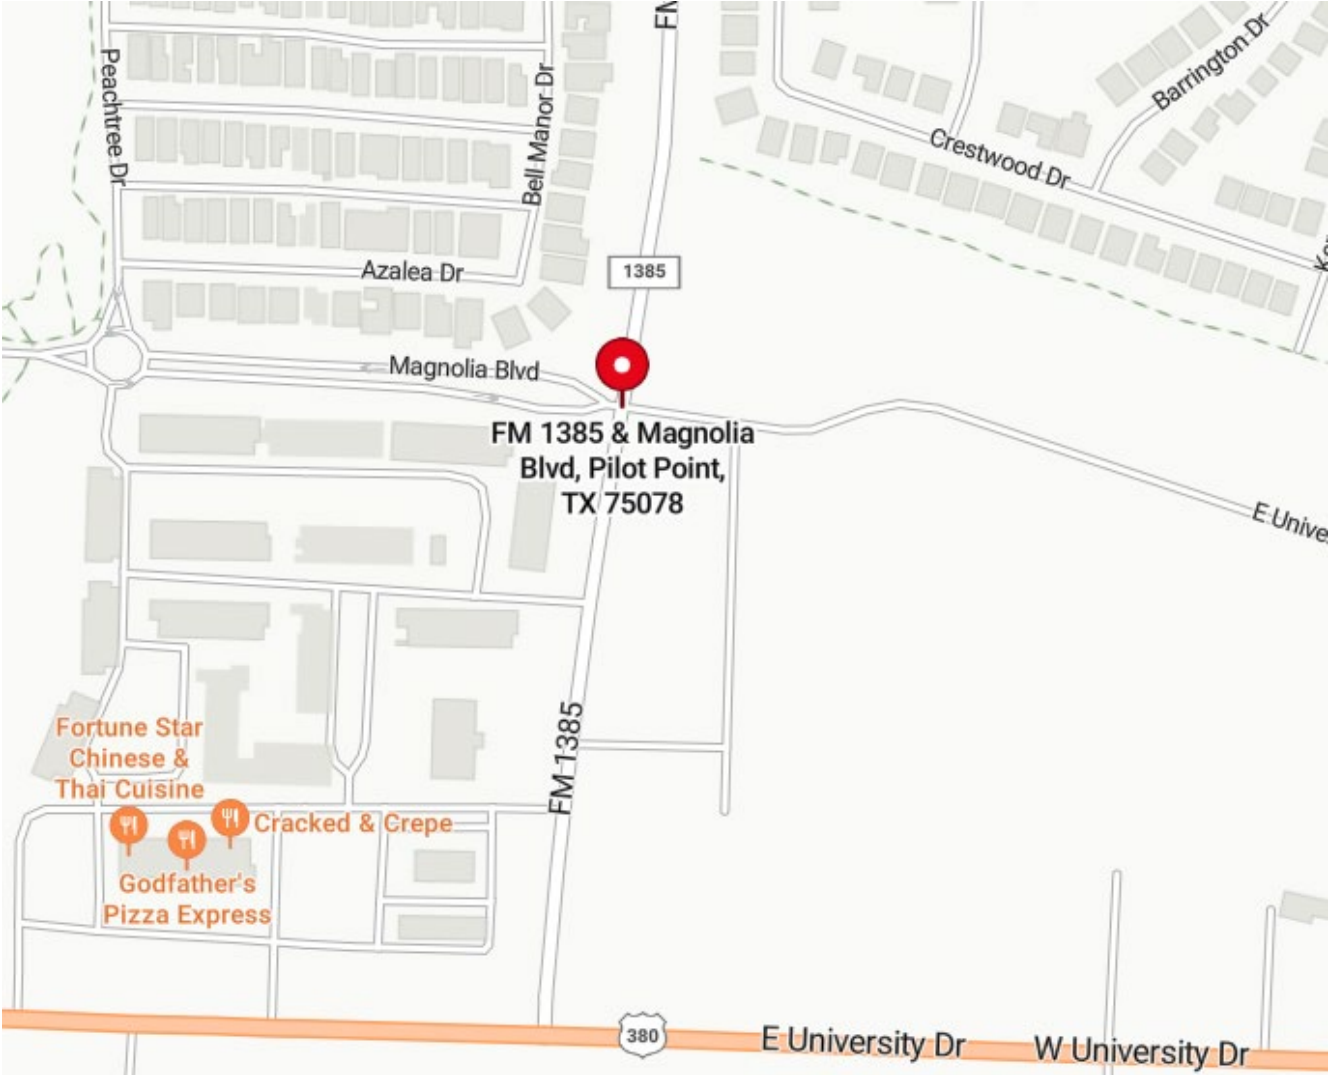 FM
Peachtree Dr
Bell Manor Dr
Barrington Dr
Crestwood Dr
1385
Azalea Dr
Magnolia Blvd
FM 1385 & Magnolia
Blvd, Pilot Point,
TX 75078
E Unive
FM 1385
Fortune Star
Chinese &
Thai Cuisine
Cracked & Crepe
Godfather's
Pizza Express
380
E University Dr
W University Dr